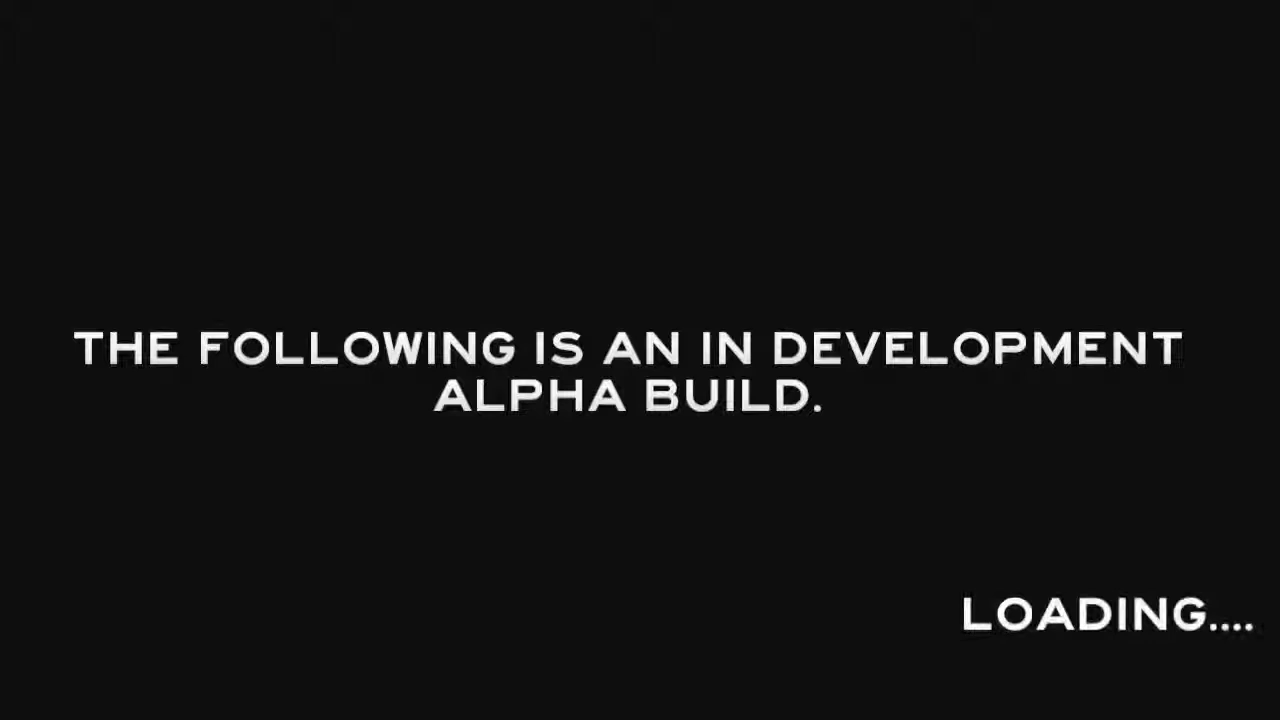 THE FOLLOWING IS AN IN DEVELOPMENT
ALPHA BUILD.
LOADING....